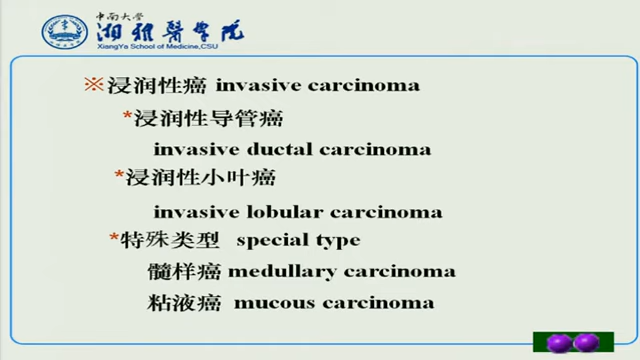 中南大学
湘雅醫学院
XiangYa School of Medicine,CSU
※浸润性癌 invasive carcinoma
*浸润性导管癌
invasive ductal carcinoma
*浸润性小叶癌
invasive lobular carcinoma
*特殊类型 special type
髓样癌 medullary carcinoma
粘液癌 mucous carcinoma